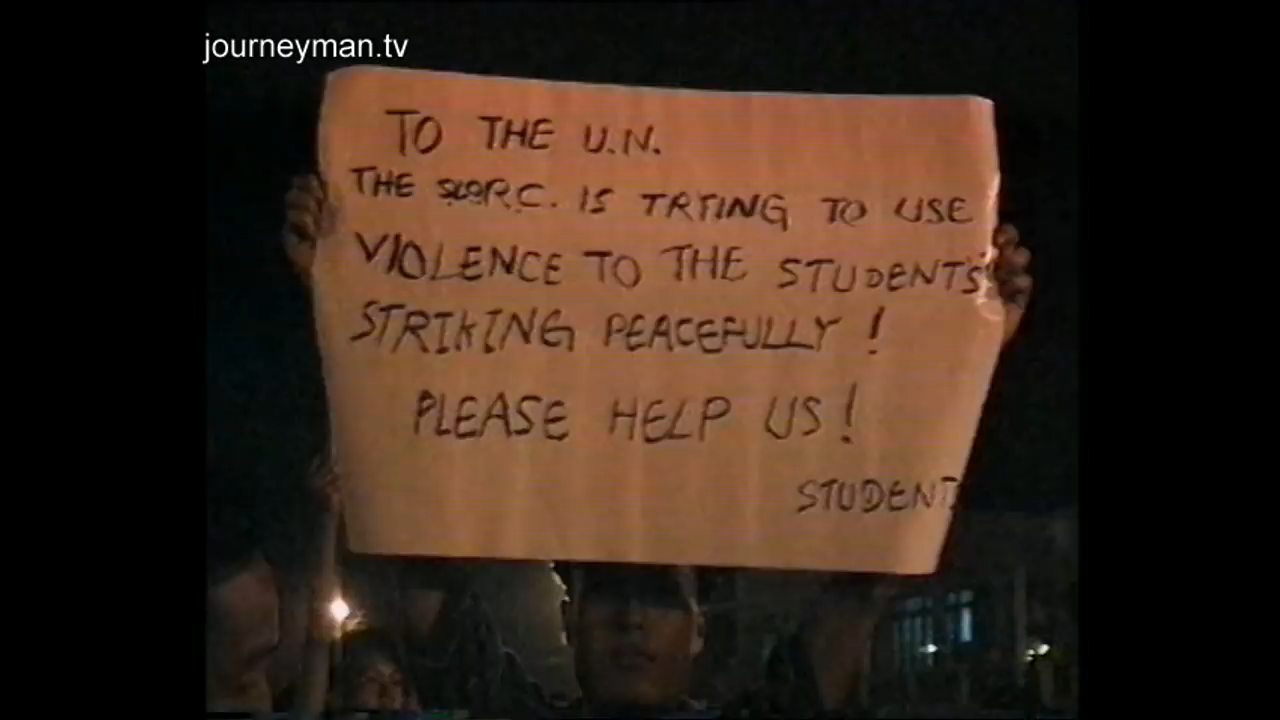 journeyman.tv
TO THE U.N.
THE SLORC. IS TRYING TO USE
VIOLENCE TO THE STUDENTS
STRIKING PEACEFULLY !
PLEASE HELP US !
STUDENT